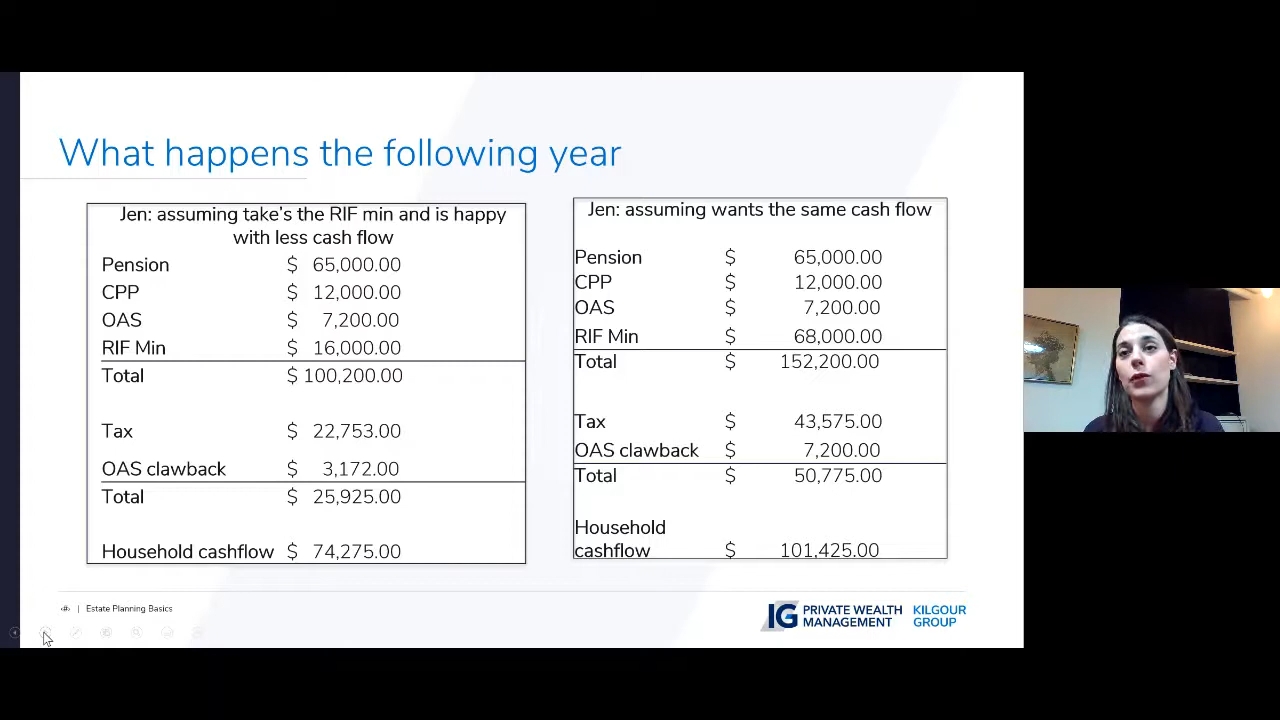 What happens the following year
Jen: assuming take's the RIF min and is happy
with less cash flow
Pension $ 65,000.00
CPP $ 12,000.00
OAS $ 7,200.00
RIF Min $ 16,000.00
Total $ 100,200.00
Tax $ 22,753.00
OAS clawback $ 3,172.00
Total $ 25,925.00
Household cashflow $ 74,275.00
Jen: assuming wants the same cash flow
Pension $ 65,000.00
CPP $ 12,000.00
OAS $ 7,200.00
RIF Min $ 68,000.00
Total $ 152,200.00
Tax $ 43,575.00
OAS clawback $ 7,200.00
Total $ 50,775.00
Household
cashflow $ 101,425.00
| Estate Planning Basics
IG PRIVATE WEALTH
MANAGEMENT
KILGOUR
GROUP